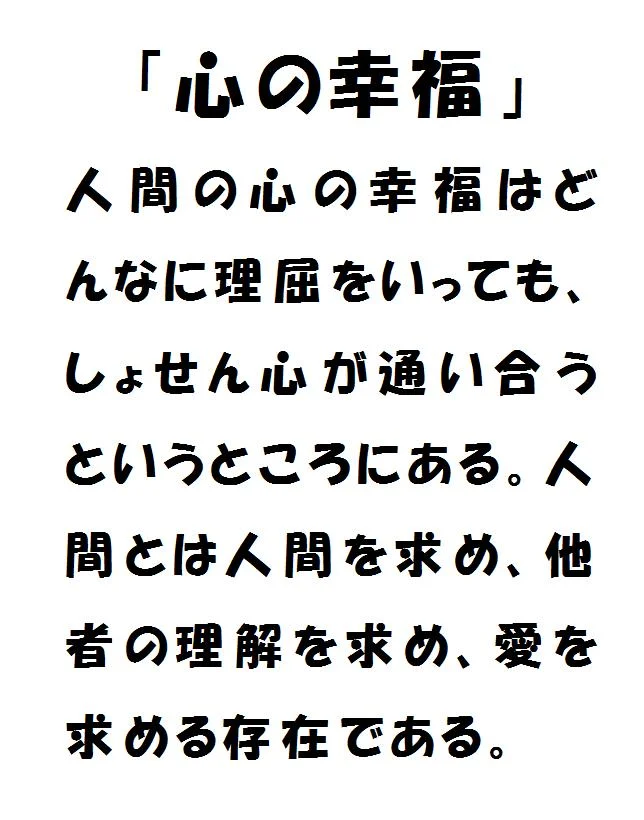 「心の幸福」
人間の心の幸福はど
んなに理屈をいっても、
しょせん心が通い合う
というところにある。人
間とは人間を求め、他
者の理解を求め、愛を
求める存在である。